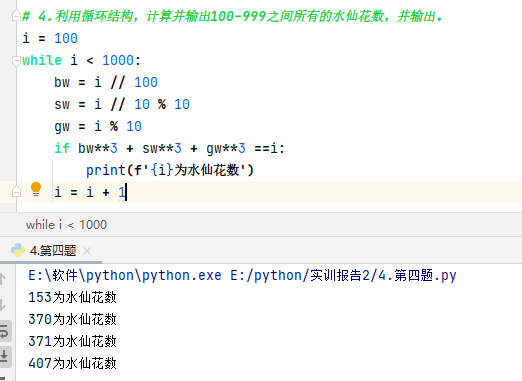 # 4.利用循环结构，计算并输出100-999之间所有的水仙花数，并输出.
i = 100
while i < 1000:
    bw = i // 100
    sw = i // 10 % 10
    gw = i % 10
    if bw**3 + sw**3 + gw**3 ==i:
        print(f'{i}为水仙花数')
    i = i + 1
while i < 1000
4.第四题
E:\软件\python\python.exe E:/python/实训报告2/4.第四题.py
153为水仙花数
370为水仙花数
371为水仙花数
407为水仙花数